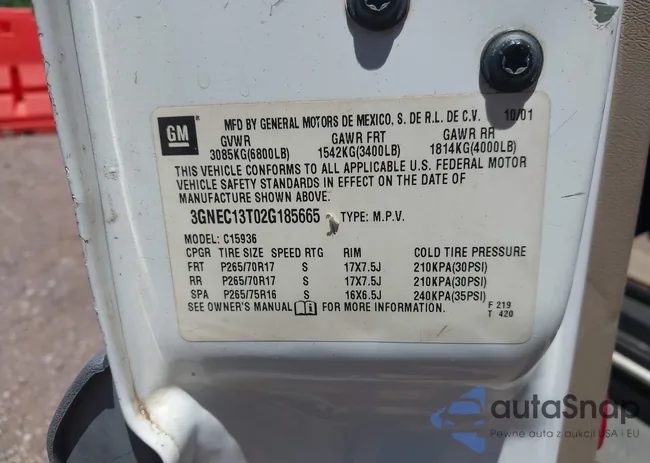 GM
MFD BY GENERAL MOTORS DE MEXICO, S. DE R.L. DE C.V. 10/01
GVWR GAWR FRT GAWR RR
3085KG(6800LB) 1542KG(3400LB) 1814KG(4000LB)
THIS VEHICLE CONFORMS TO ALL APPLICABLE U.S. FEDERAL MOTOR
VEHICLE SAFETY STANDARDS IN EFFECT ON THE DATE OF
MANUFACTURE SHOWN ABOVE.
3GNEC13T02G185665 TYPE: M.P.V.
MODEL: C15936
CPGR TIRE SIZE SPEED RTG RIM COLD TIRE PRESSURE
FRT P265/70R17 S 17X7.5J 210KPA(30PSI)
RR P265/70R17 S 17X7.5J 210KPA(30PSI)
SPA P265/75R16 S 16X6.5J 240KPA(35PSI)
SEE OWNER'S MANUAL FOR MORE INFORMATION.
F 219
T 420
autaSnap
Pewne auta z aukcji USA i EU